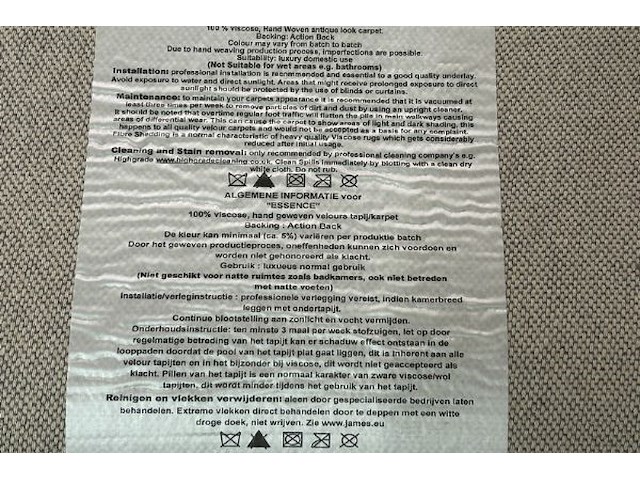 100 % viscose, Hand Woven antique look carpet.
Backing: Action Back
Colour may vary from batch to batch
Due to hand weaving production process, imperfections are possible.
Suitability: luxury domestic use
(Not Suitable for wet areas e.g. bathrooms)
Installation: professional installation is recommended and essential to a good quality underlay.
Avoid exposure to water and direct sunlight. Areas that might receive prolonged exposure to direct
sunlight should be protected by the use of blinds or curtains.
Maintenance: to maintain your carpets appearance it is recommended that it is vacuumed at
least three times per week to remove particles of dirt and dust by using an upright cleaner.
It should be noted that overtime regular foot traffic will flatten the pile in main walkways causing
areas of differential wear. This can cause the carpet to show areas of light and dark shading, this
happens to all quality velour carpets and would not be accepted as a basis for any complaint.
Fibre Shedding is a normal characteristic of heavy quality Viscose rugs which gets considerably
reduced after initial usage.
Cleaning and Stain removal: only recommended by professional cleaning company's e.g.
Highgrade www.highgradecleaning.co.uk. Clean Spills immediately by blotting with a clean dry
white cloth. Do not rub.
ALGEMENE INFORMATIE voor
"ESSENCE"
100% viscose, hand geweven velours tapijt/karpet
Backing : Action Back
De kleur kan minimaal (ca. 5%) variëren per produktie batch
Door het geweven productieproces, oneffenheden kunnen zich voordoen en
worden niet gehonoreerd als klacht.
Gebruik : luxueus normal gebruik
(Niet geschikt voor natte ruimtes zoals badkamers, ook niet betreden
met natte voeten)
Installatie/verleginstructie : professionele verlegging vereist, indien kamerbreed
leggen met ondertapijt.
Continue blootstelling aan zonlicht en vocht vermijden.
Onderhoudsinstructie: ten minste 3 maal per week stofzuigen, let op door
regelmatige betreding van het tapijt kan er schaduw effect ontstaan in de
looppaden doordat de pool van het tapijt plat gaat liggen, dit is inherent aan alle
velour tapijten en in het bijzonder bij viscose, dit wordt niet geaccepteerd als
klacht. Pillen van het tapijt is een normaal karakter van zware viscose/wol
tapijten, dit wordt minder tijdens het gebruik van het tapijt.
Reinigen en vlekken verwijderen: aleen door gespecialiseerde bedrijven laten
behandelen. Extreme vlekken direct behandelen door te deppen met een witte
droge doek, niet wrijven. Zie www.james.eu